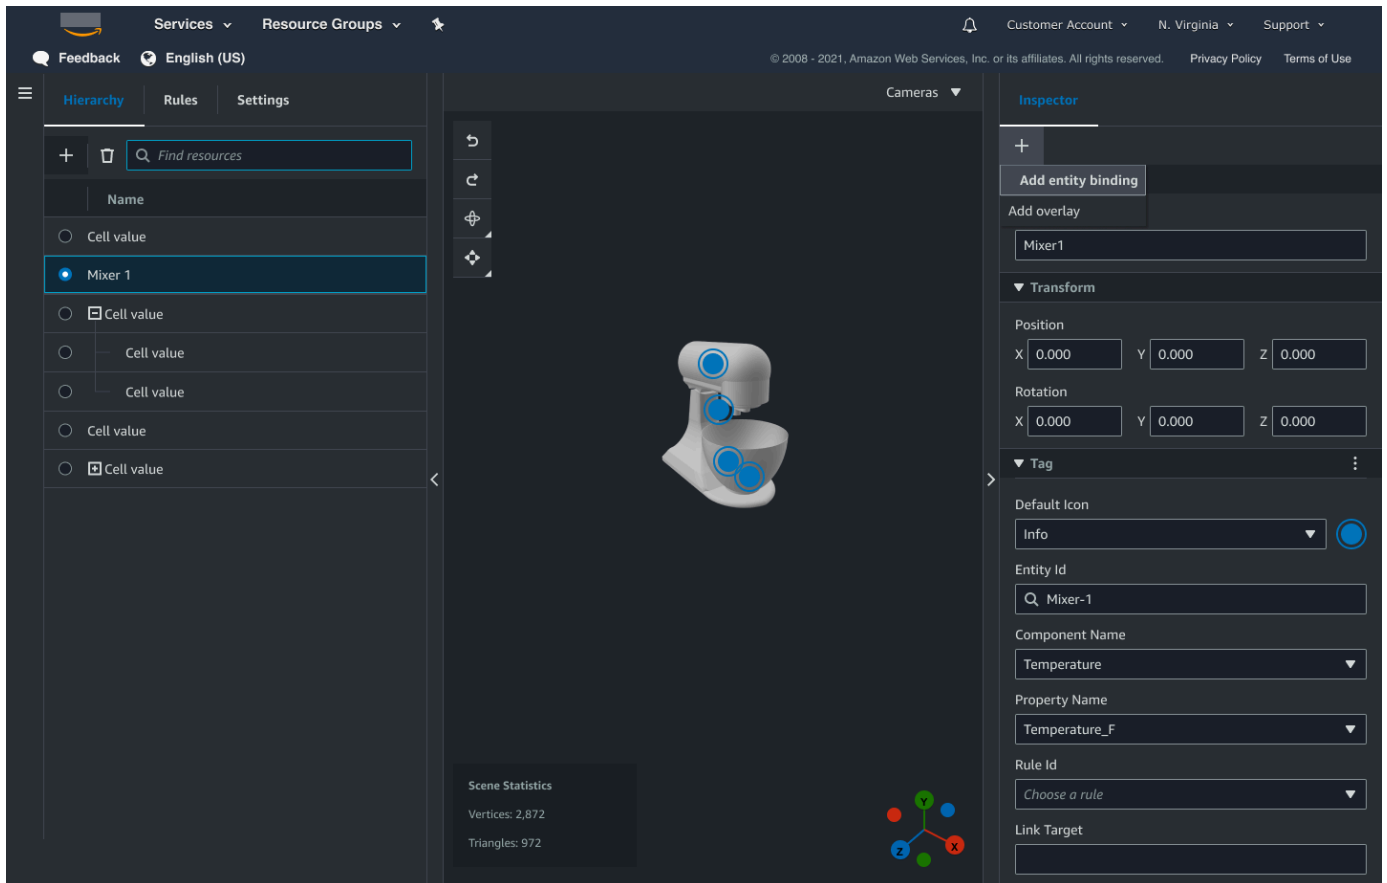 Services
Resource Groups
Customer Account
N. Virginia
Support
Feedback
English (US)
© 2008 - 2021, Amazon Web Services, Inc. or its affiliates. All rights reserved.
Privacy Policy
Terms of Use
Hierarchy
Rules
Settings
Find resources
Name
Cell value
Mixer 1
Cell value
Cell value
Cell value
Cell value
Cell value
Cameras
Scene Statistics
Vertices: 2,872
Triangles: 972
Y
Z
X
Inspector
Add entity binding
Add overlay
Mixer1
Transform
Position
X 0.000 Y 0.000 Z 0.000
Rotation
X 0.000 Y 0.000 Z 0.000
Tag
Default Icon
Info
Entity Id
Mixer-1
Component Name
Temperature
Property Name
Temperature_F
Rule Id
Choose a rule
Link Target